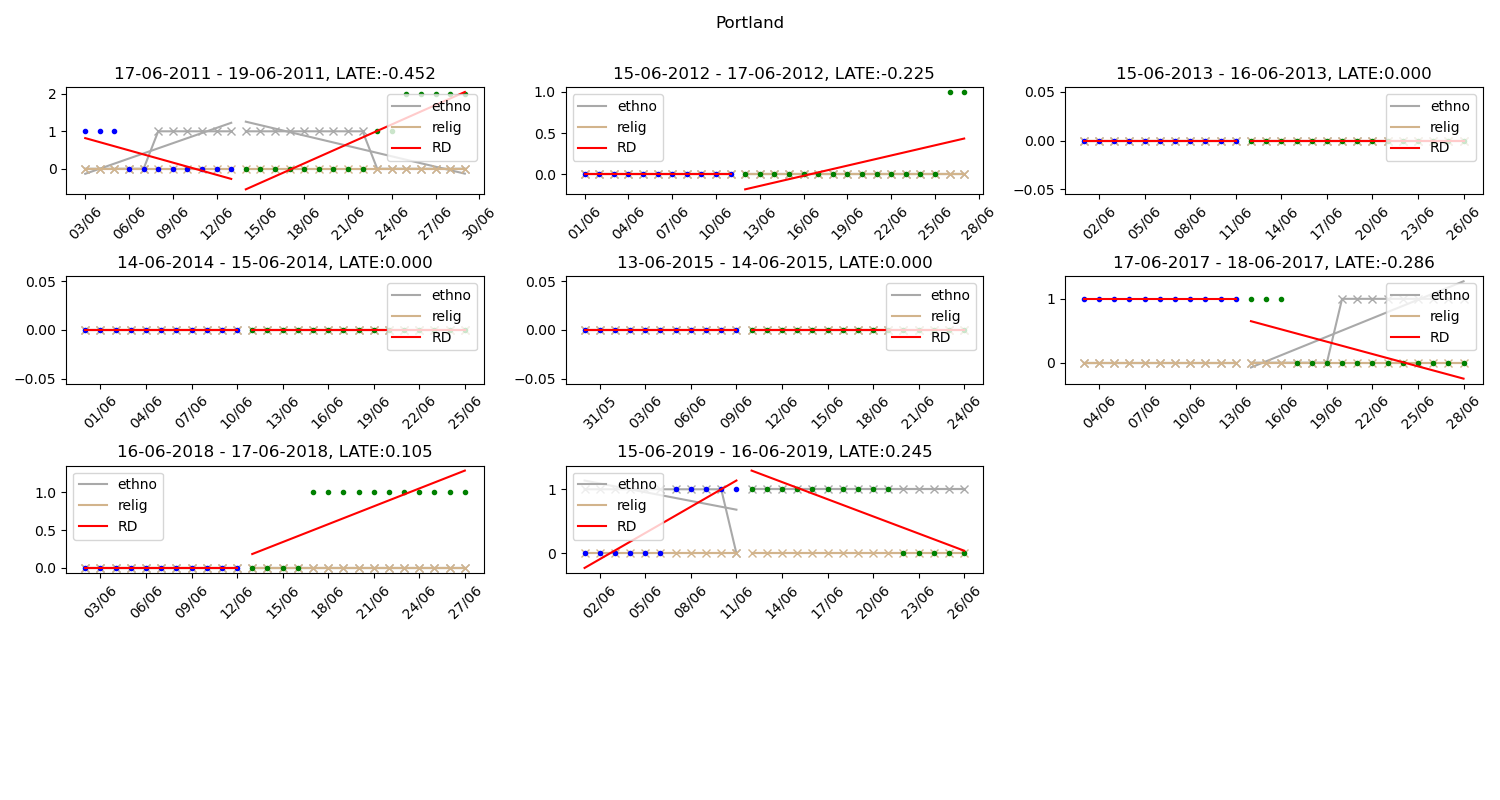 Portland
17-06-2011 - 19-06-2011, LATE:-0.452
2
1
0
ethno
relig
RD
03/06 06/06 09/06 12/06 15/06 18/06 21/06 24/06 27/06 30/06
15-06-2012 - 17-06-2012, LATE:-0.225
1.0
0.5
0.0
ethno
relig
RD
01/06 04/06 07/06 10/06 13/06 16/06 19/06 22/06 25/06 28/06
15-06-2013 - 16-06-2013, LATE:0.000
0.05
0.00
−0.05
ethno
relig
RD
02/06 05/06 08/06 11/06 14/06 17/06 20/06 23/06 26/06
14-06-2014 - 15-06-2014, LATE:0.000
0.05
0.00
−0.05
ethno
relig
RD
01/06 04/06 07/06 10/06 13/06 16/06 19/06 22/06 25/06
13-06-2015 - 14-06-2015, LATE:0.000
0.05
0.00
−0.05
ethno
relig
RD
31/05 03/06 06/06 09/06 12/06 15/06 18/06 21/06 24/06
17-06-2017 - 18-06-2017, LATE:-0.286
1
0
ethno
relig
RD
04/06 07/06 10/06 13/06 16/06 19/06 22/06 25/06 28/06
16-06-2018 - 17-06-2018, LATE:0.105
1.0
0.5
0.0
ethno
relig
RD
03/06 06/06 09/06 12/06 15/06 18/06 21/06 24/06 27/06
15-06-2019 - 16-06-2019, LATE:0.245
1
0
ethno
relig
RD
02/06 05/06 08/06 11/06 14/06 17/06 20/06 23/06 26/06